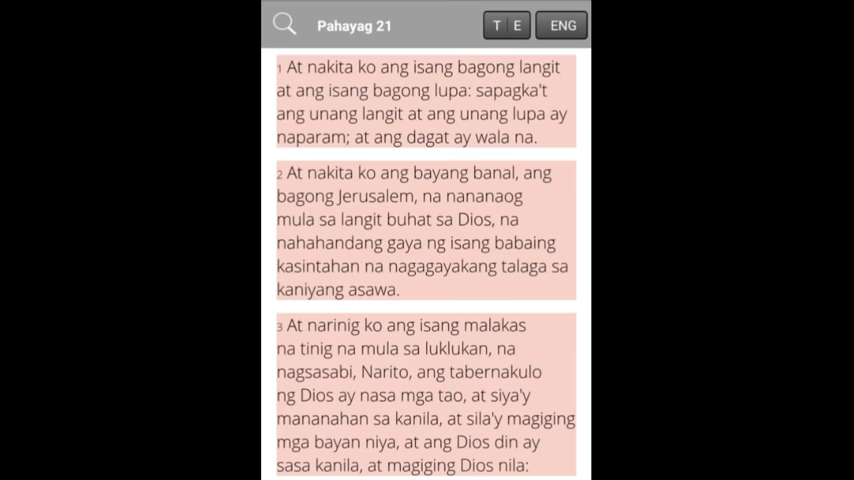 Pahayag 21
T E
ENG
1 At nakita ko ang isang bagong langit
at ang isang bagong lupa: sapagka't
ang unang langit at ang unang lupa ay
naparam; at ang dagat ay wala na.
2 At nakita ko ang bayang banal, ang
bagong Jerusalem, na nananaog
mula sa langit buhat sa Dios, na
nahahandang gaya ng isang babaing
kasintahan na nagagayakang talaga sa
kaniyang asawa.
3 At narinig ko ang isang malakas
na tinig na mula sa luklukan, na
nagsasabi, Narito, ang tabernakulo
ng Dios ay nasa mga tao, at siya'y
mananahan sa kanila, at sila'y magiging
mga bayan niya, at ang Dios din ay
sasa kanila, at magiging Dios nila: